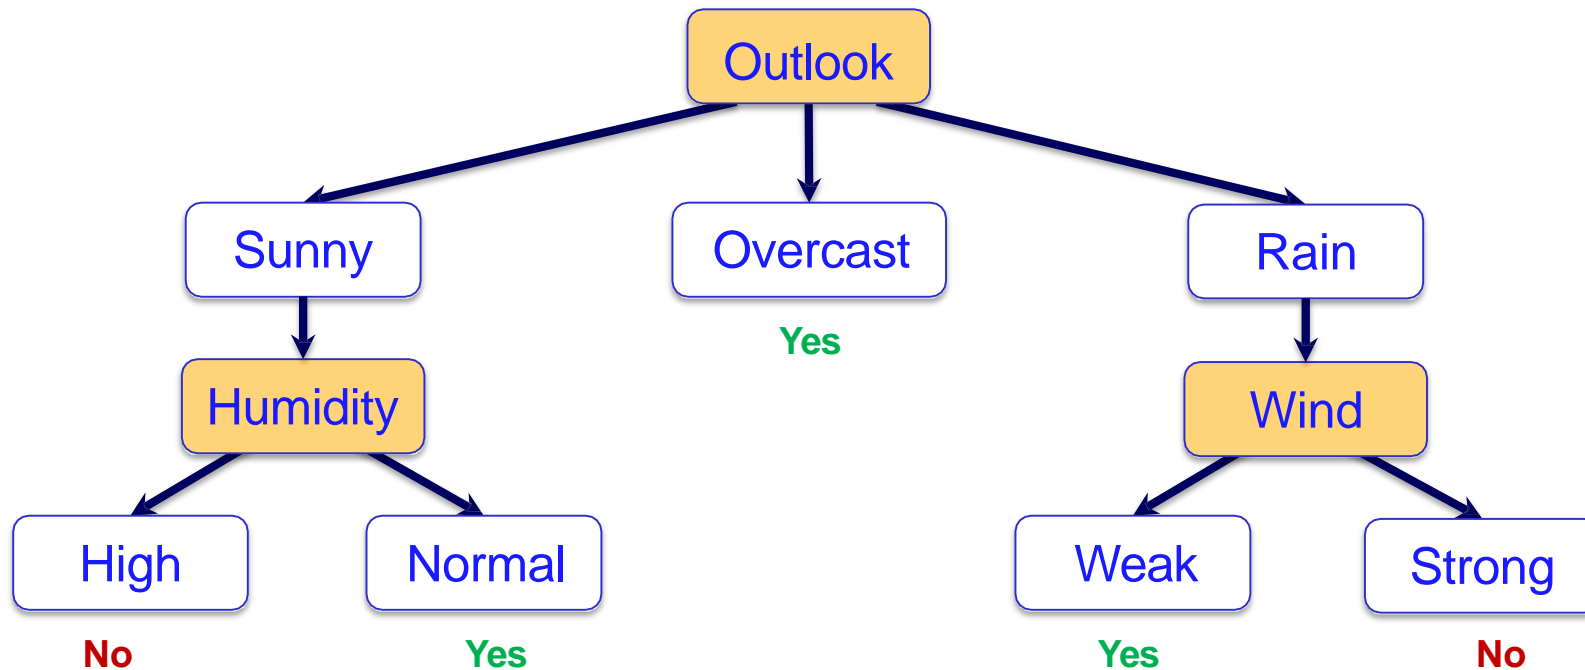 Outlook
Sunny
Overcast
Rain
Yes
Humidity
Wind
High
Normal
Weak
Strong
No
Yes
Yes
No